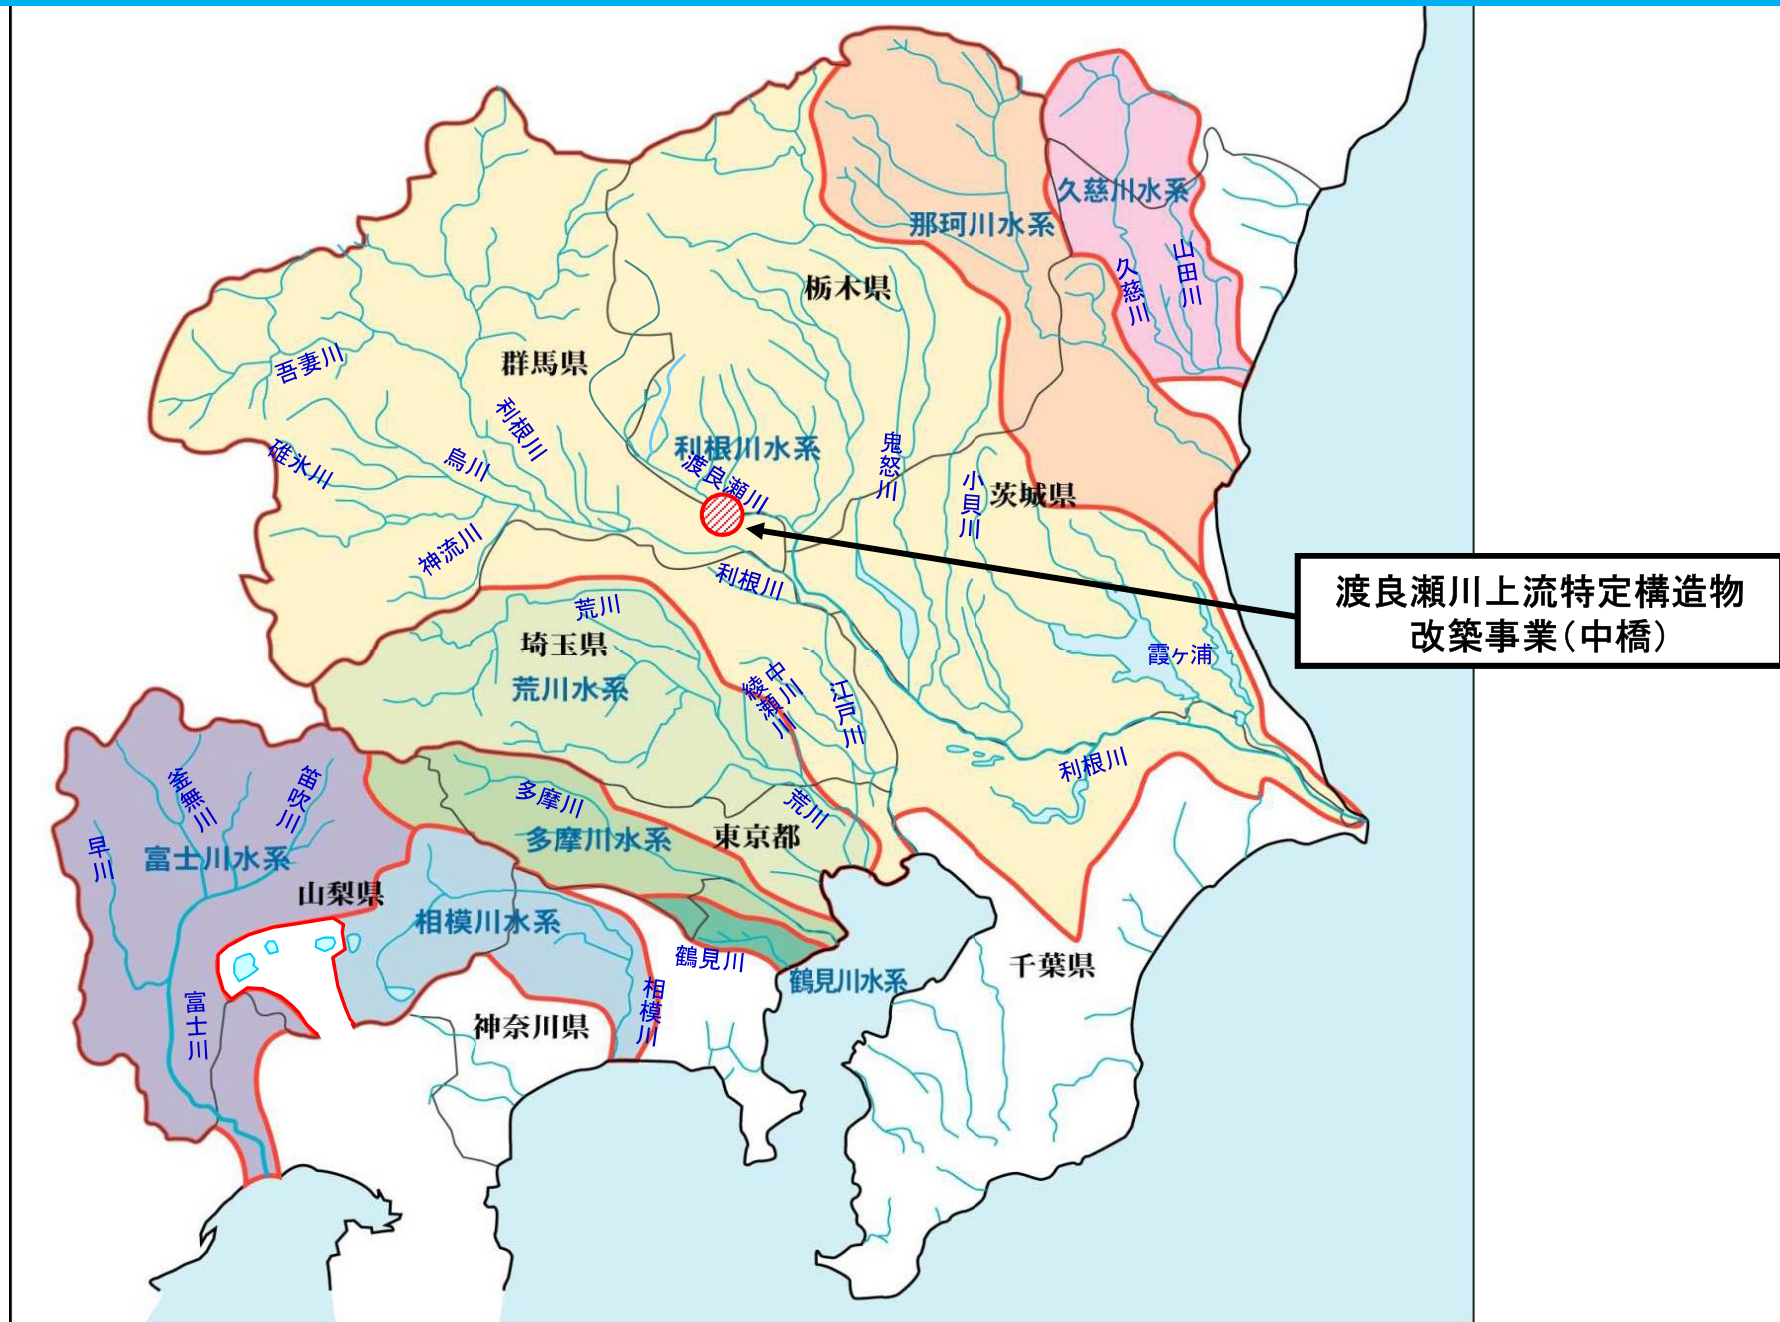 久慈川水系
那珂川水系
山田川
久慈川
栃木県
群馬県
吾妻川
利根川
利根川水系
鬼怒川
碓氷川
烏川
渡良瀬川
小貝川
茨城県
神流川
利根川
渡良瀬川上流特定構造物
改築事業（中橋）
荒川
埼玉県
荒川水系
霞ヶ浦
中川
綾瀬川
江戸川
利根川
釜無川
笛吹川
多摩川
荒川
早川
富士川水系
多摩川水系
東京都
山梨県
相模川水系
鶴見川
鶴見川水系
千葉県
富士川
相模川
神奈川県